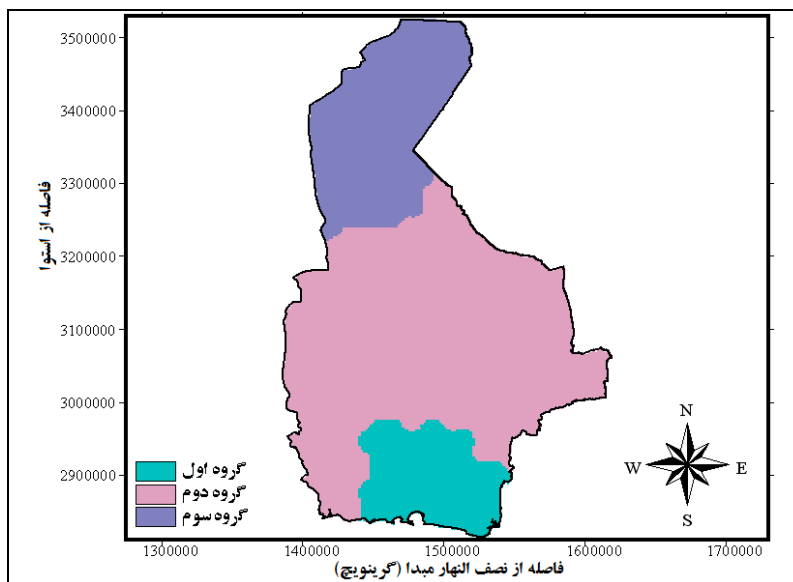 3500000
3400000
3300000
3200000
3100000
3000000
2900000
فاصله از استوا
گروه اول
گروه دوم
گروه سوم
N
W E
S
1300000 1400000 1500000 1600000 1700000
فاصله از نصف النهار مبدا (گرینویچ)